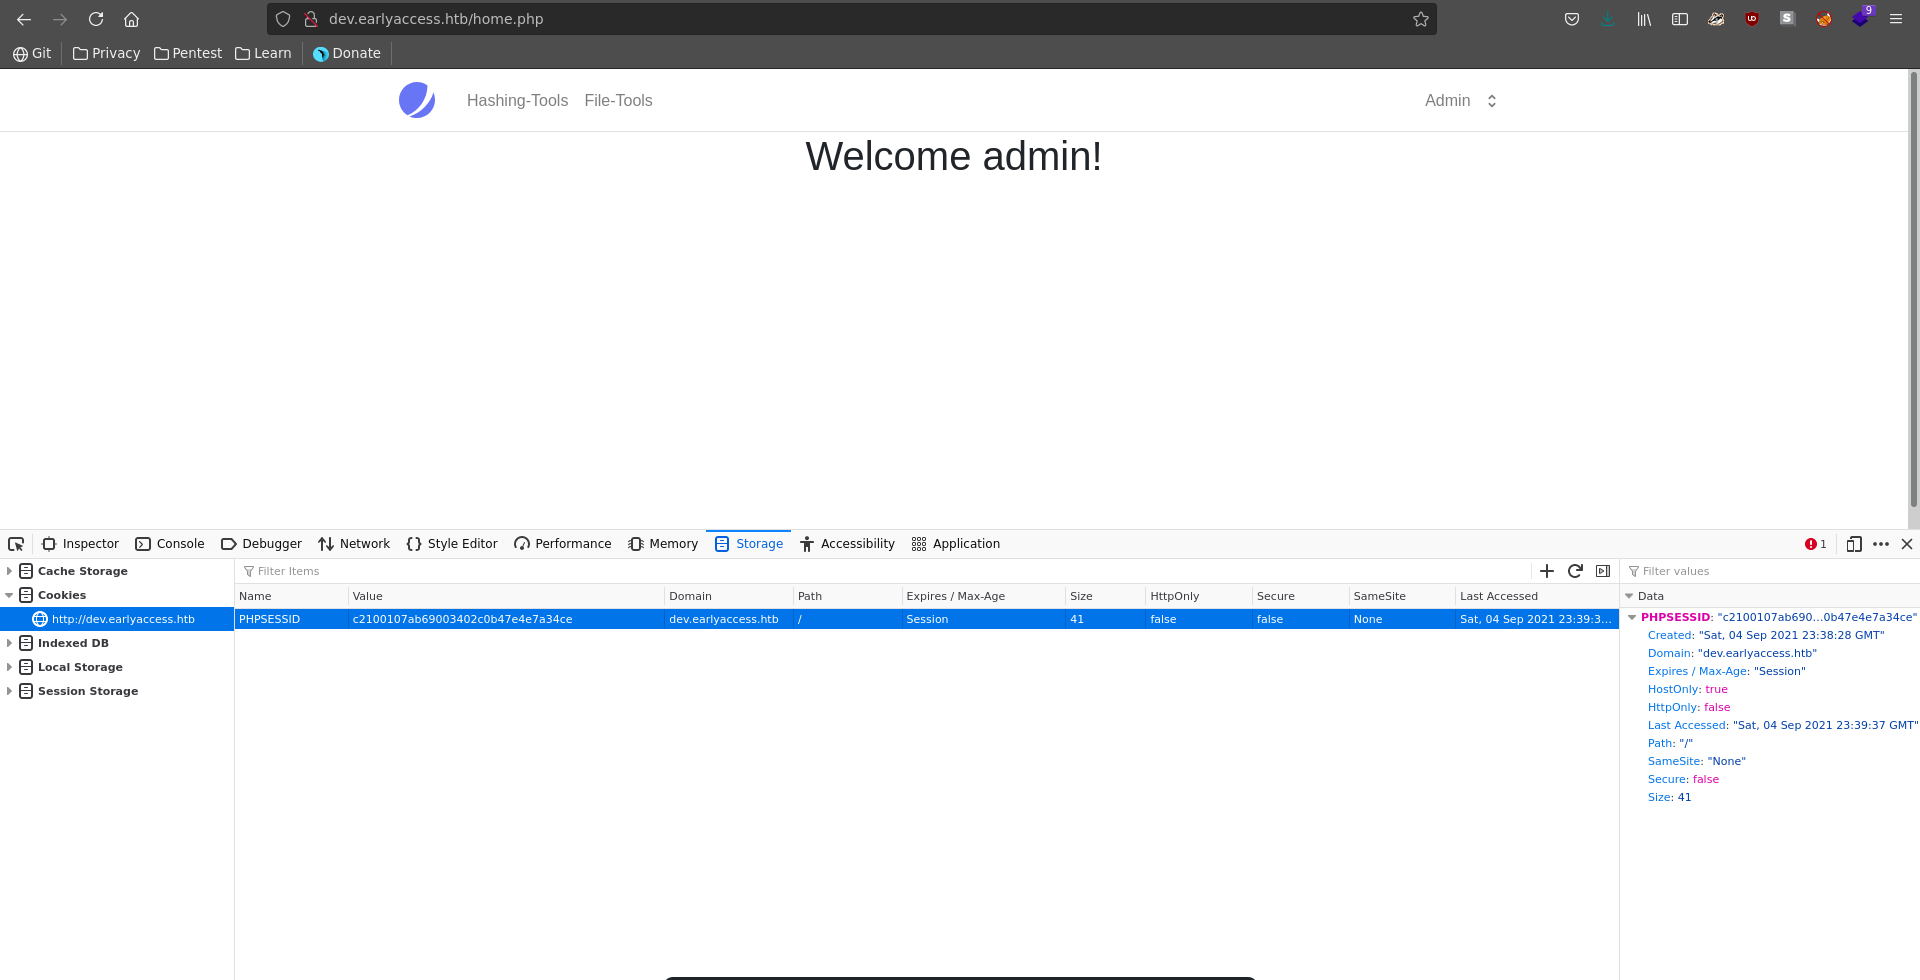 dev.earlyaccess.htb/home.php
9
Git Privacy Pentest Learn Donate
Hashing-Tools File-Tools Admin
Welcome admin!
Inspector Console Debugger Network Style Editor Performance Memory Storage Accessibility Application 1
Cache Storage
Cookies
http://dev.earlyaccess.htb
Indexed DB
Local Storage
Session Storage
Filter Items
Name Value Domain Path Expires / Max-Age Size HttpOnly Secure SameSite Last Accessed
PHPSESSID c2100107ab69003402c0b47e4e7a34ce dev.earlyaccess.htb / Session 41 false false None Sat, 04 Sep 2021 23:39:3...
Filter values
Data
PHPSESSID: "c2100107ab690...0b47e4e7a34ce"
Created: "Sat, 04 Sep 2021 23:38:28 GMT"
Domain: "dev.earlyaccess.htb"
Expires / Max-Age: "Session"
HostOnly: true
HttpOnly: false
Last Accessed: "Sat, 04 Sep 2021 23:39:37 GMT"
Path: "/"
SameSite: "None"
Secure: false
Size: 41